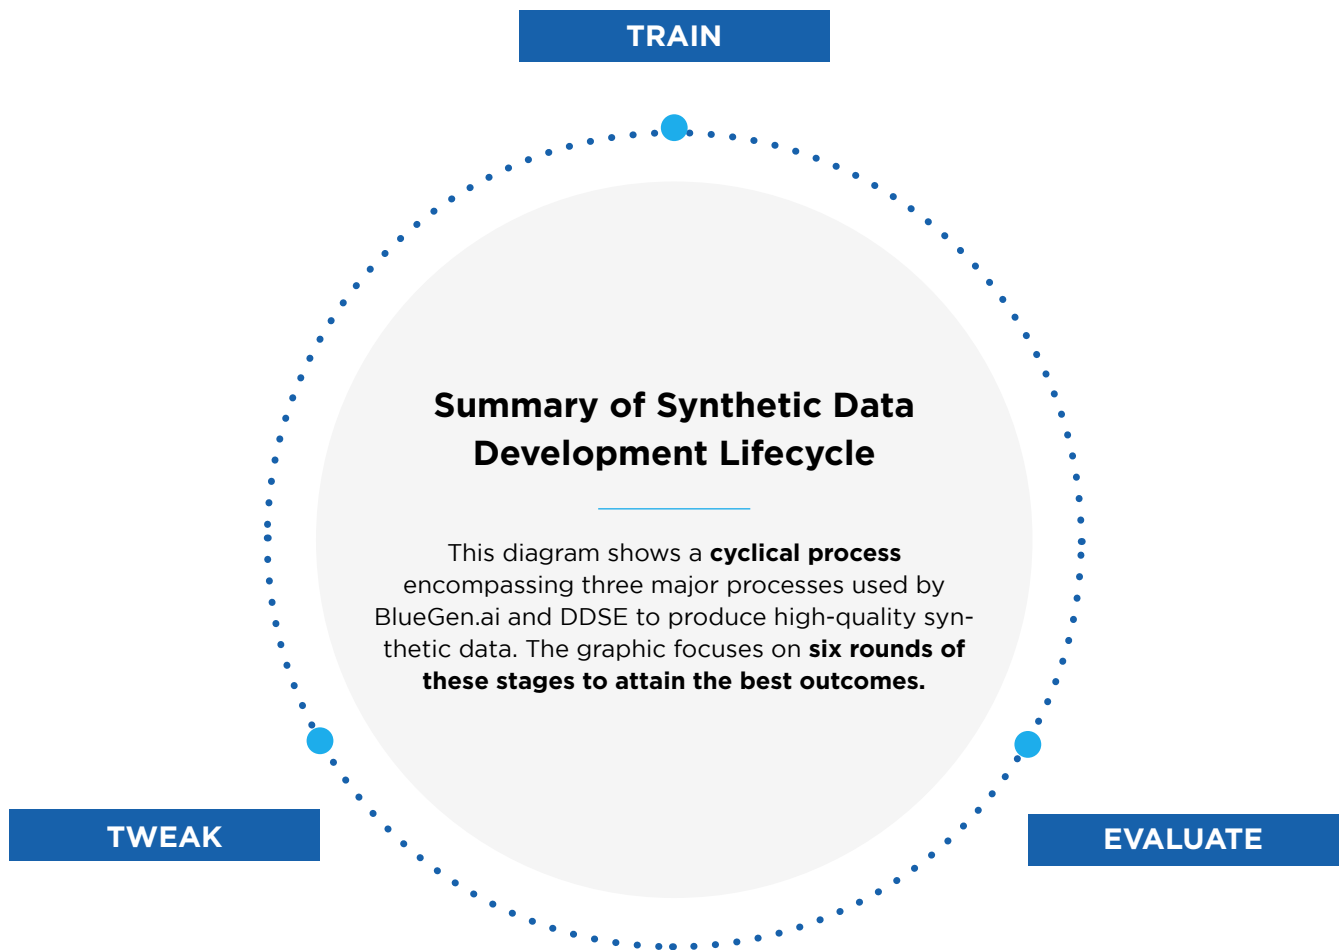 TRAIN
Summary of Synthetic Data
Development Lifecycle
This diagram shows a cyclical process
encompassing three major processes used by
BlueGen.ai and DDSE to produce high-quality syn-
thetic data. The graphic focuses on six rounds of
these stages to attain the best outcomes.
TWEAK
EVALUATE